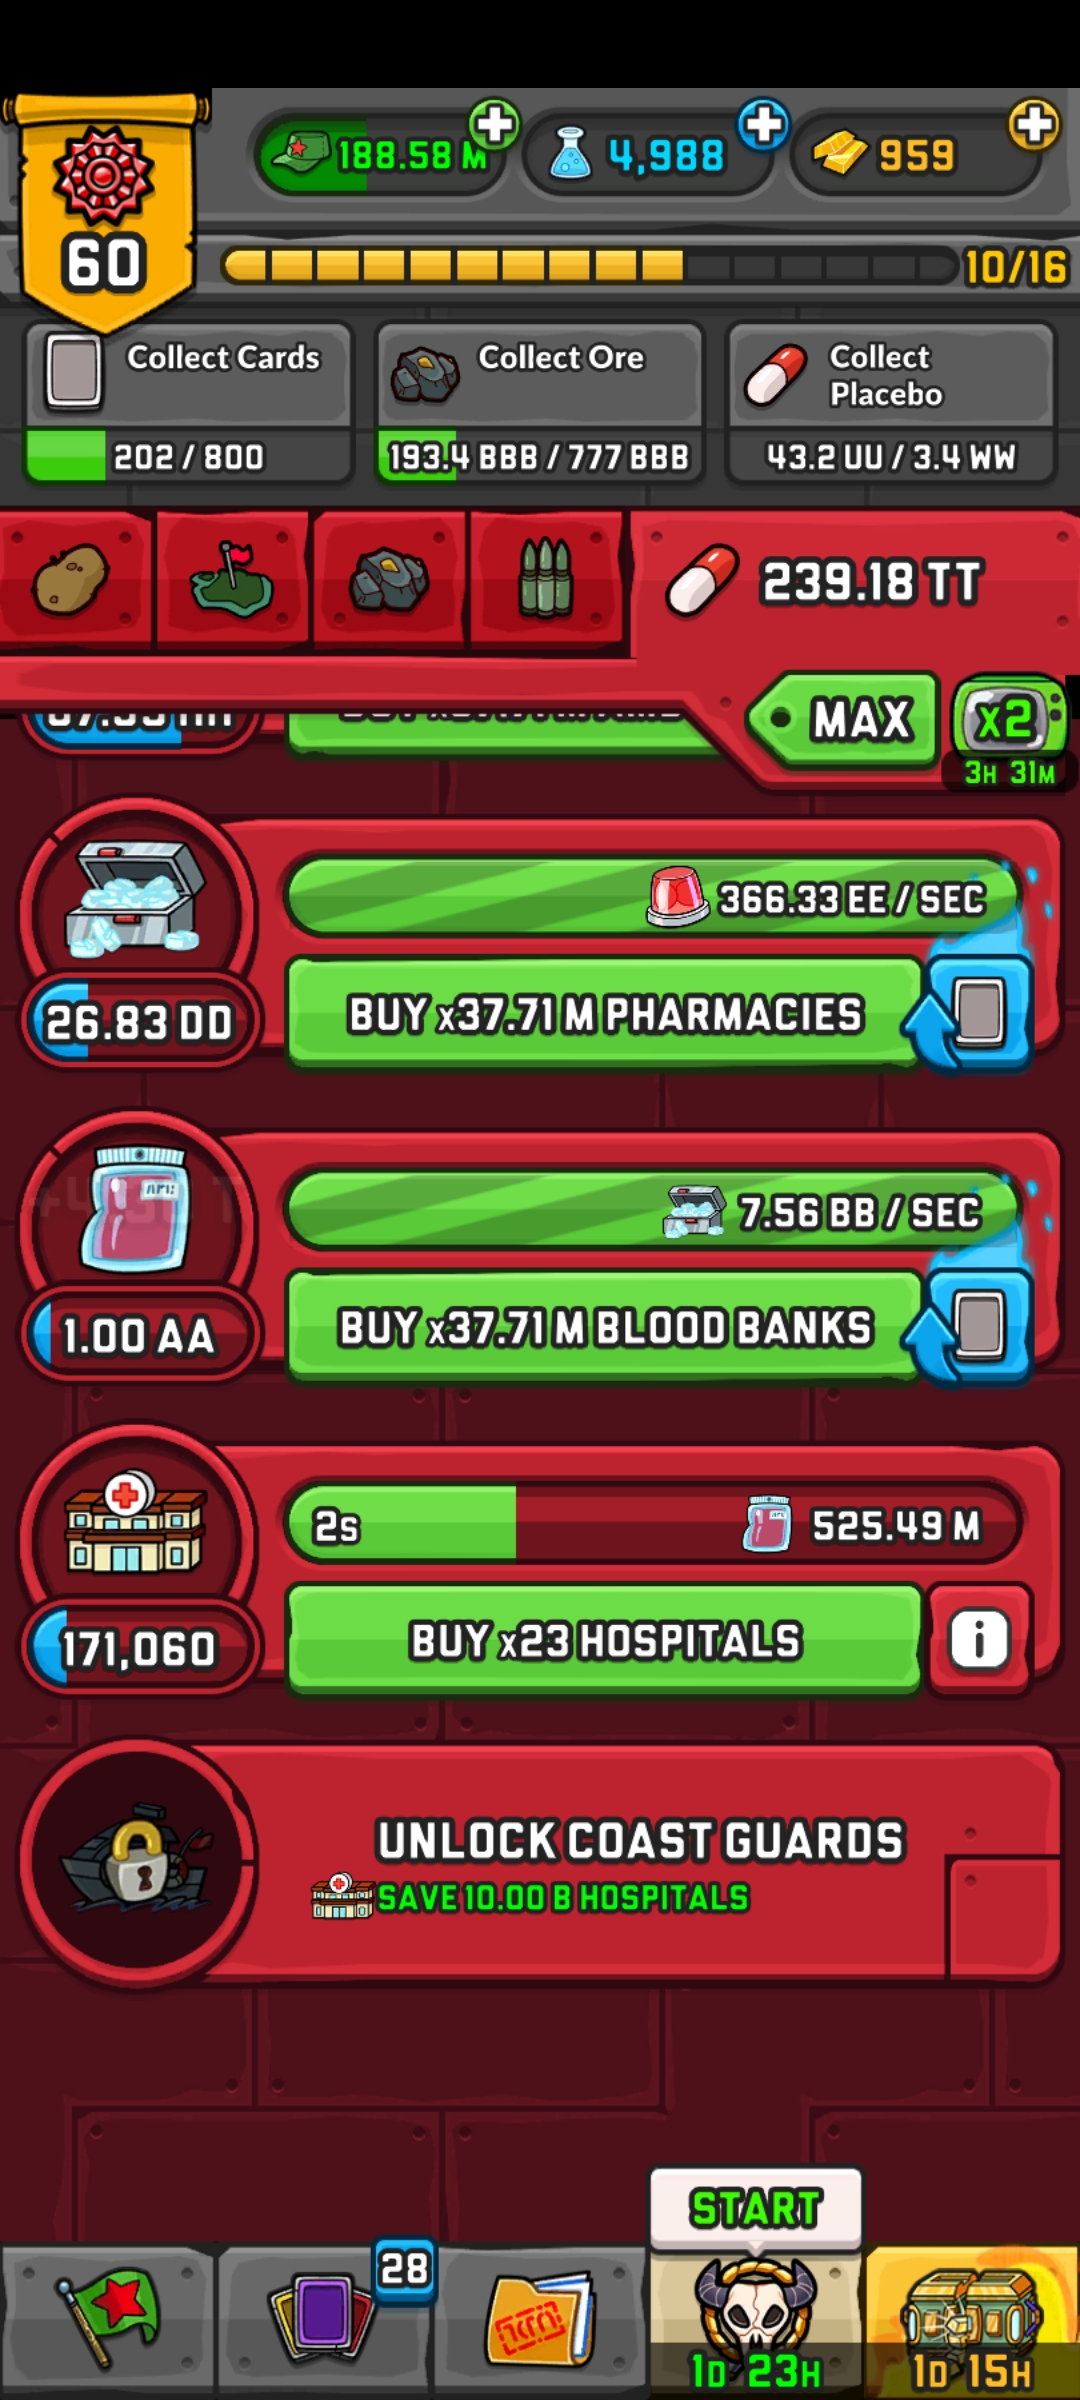 60
188.58 M
4,988
959
10/16
Collect Cards
202 / 800
Collect Ore
193.4 BBB / 777 BBB
Collect
Placebo
43.2 UU / 3.4 WW
239.18 TT
MAX
x2
3H 31M
366.33 EE / SEC
26.83 DD
BUY x37.71 M PHARMACIES
7.56 BB / SEC
1.00 AA
BUY x37.71 M BLOOD BANKS
2s
525.49 M
171,060
BUY x23 HOSPITALS
i
UNLOCK COAST GUARDS
SAVE 10.00 B HOSPITALS
START
28
1D 23H
1D 15H